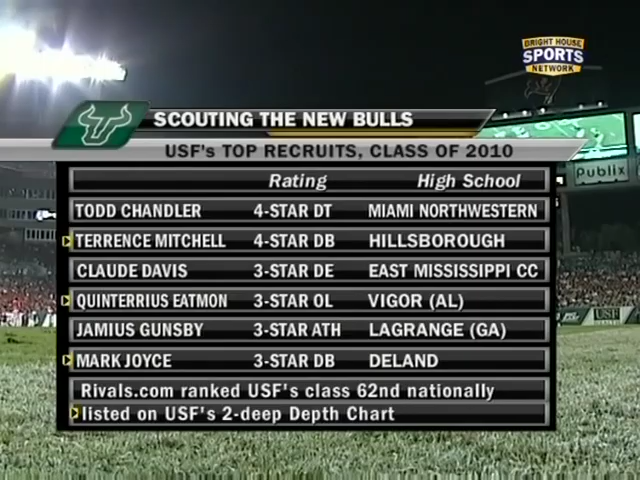 BRIGHT HOUSE
SPORTS
NETWORK
SCOUTING THE NEW BULLS
USF's TOP RECRUITS, CLASS OF 2010
Rating High School
TODD CHANDLER 4-STAR DT MIAMI NORTHWESTERN
TERRENCE MITCHELL 4-STAR DB HILLSBOROUGH
CLAUDE DAVIS 3-STAR DE EAST MISSISSIPPI CC
QUINTERRIUS EATMON 3-STAR OL VIGOR (AL)
JAMIUS GUNSBY 3-STAR ATH LAGRANGE (GA)
MARK JOYCE 3-STAR DB DELAND
Rivals.com ranked USF's class 62nd nationally
listed on USF's 2-deep Depth Chart
Publix